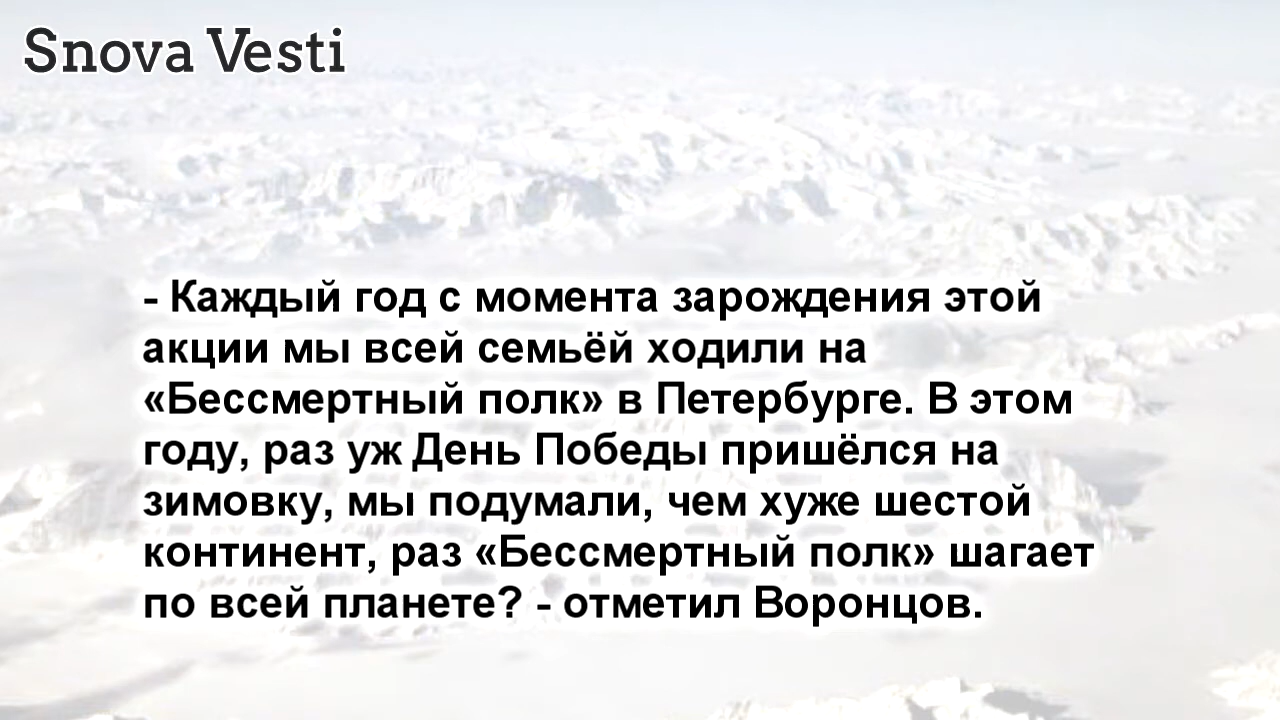 Snova Vesti
- Каждый год с момента зарождения этой
акции мы всей семьёй ходили на
«Бессмертный полк» в Петербурге. В этом
году, раз уж День Победы пришёлся на
зимовку, мы подумали, чем хуже шестой
континент, раз «Бессмертный полк» шагает
по всей планете? - отметил Воронцов.